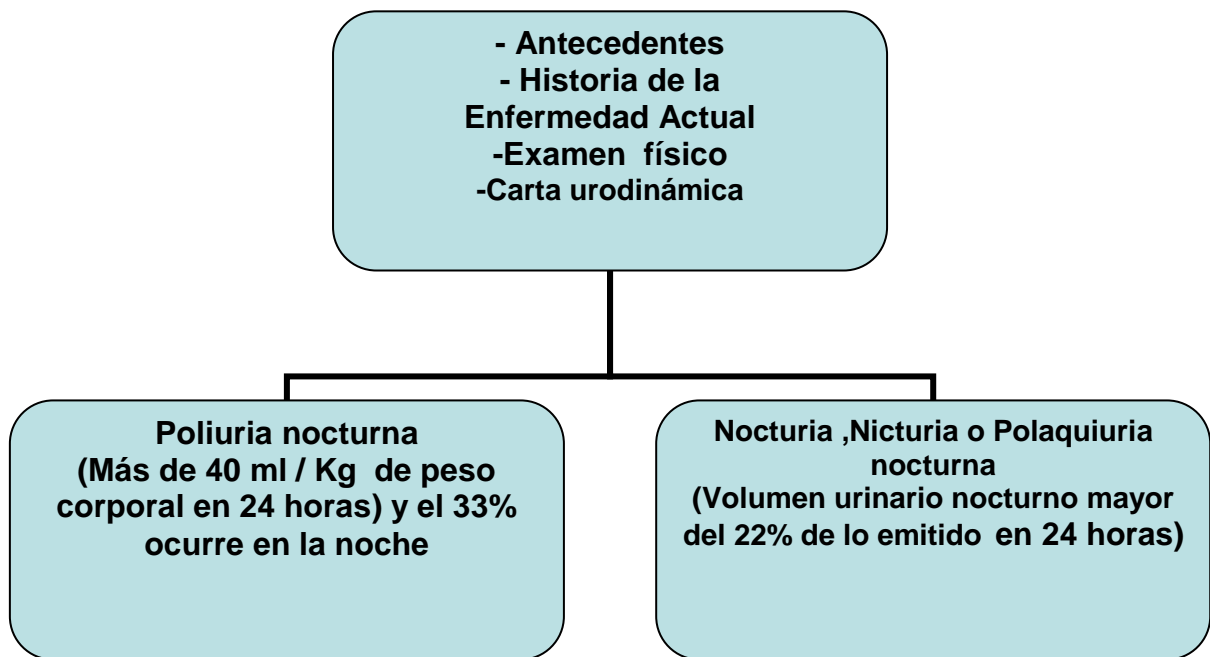 - Antecedentes
- Historia de la
Enfermedad Actual
-Examen  físico
-Carta urodinámica
Poliuria nocturna
(Más de 40 ml / Kg  de peso
corporal en 24 horas) y el 33%
ocurre en la noche
Nocturia ,Nicturia o Polaquiuria
nocturna
(Volumen urinario nocturno mayor
del 22% de lo emitido  en 24 horas)